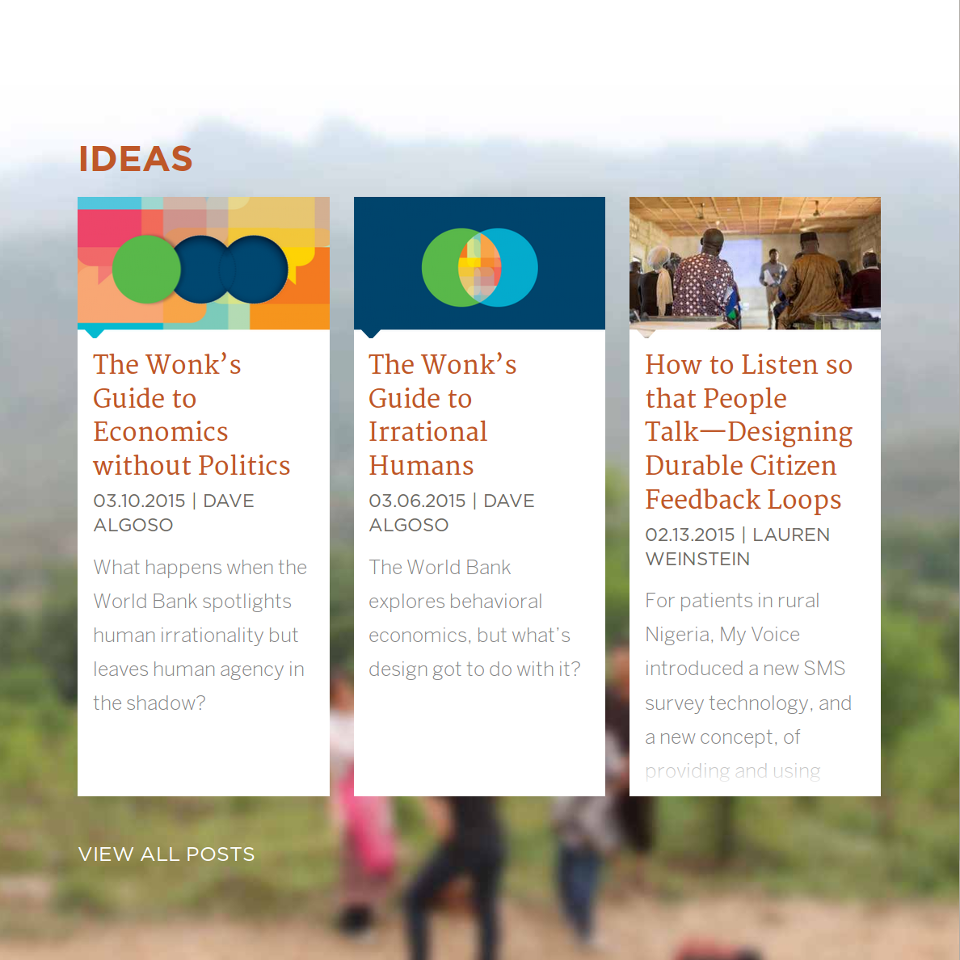 IDEAS
The Wonk’s
Guide to
Economics
without Politics
03.10.2015 | DAVE
ALGOSO
What happens when the
World Bank spotlights
human irrationality but
leaves human agency in
the shadow?
The Wonk’s
Guide to
Irrational
Humans
03.06.2015 | DAVE
ALGOSO
The World Bank
explores behavioral
economics, but what’s
design got to do with it?
How to Listen so
that People
Talk—Designing
Durable Citizen
Feedback Loops
02.13.2015 | LAUREN
WEINSTEIN
For patients in rural
Nigeria, My Voice
introduced a new SMS
survey technology, and
a new concept, of
providing and using
VIEW ALL POSTS